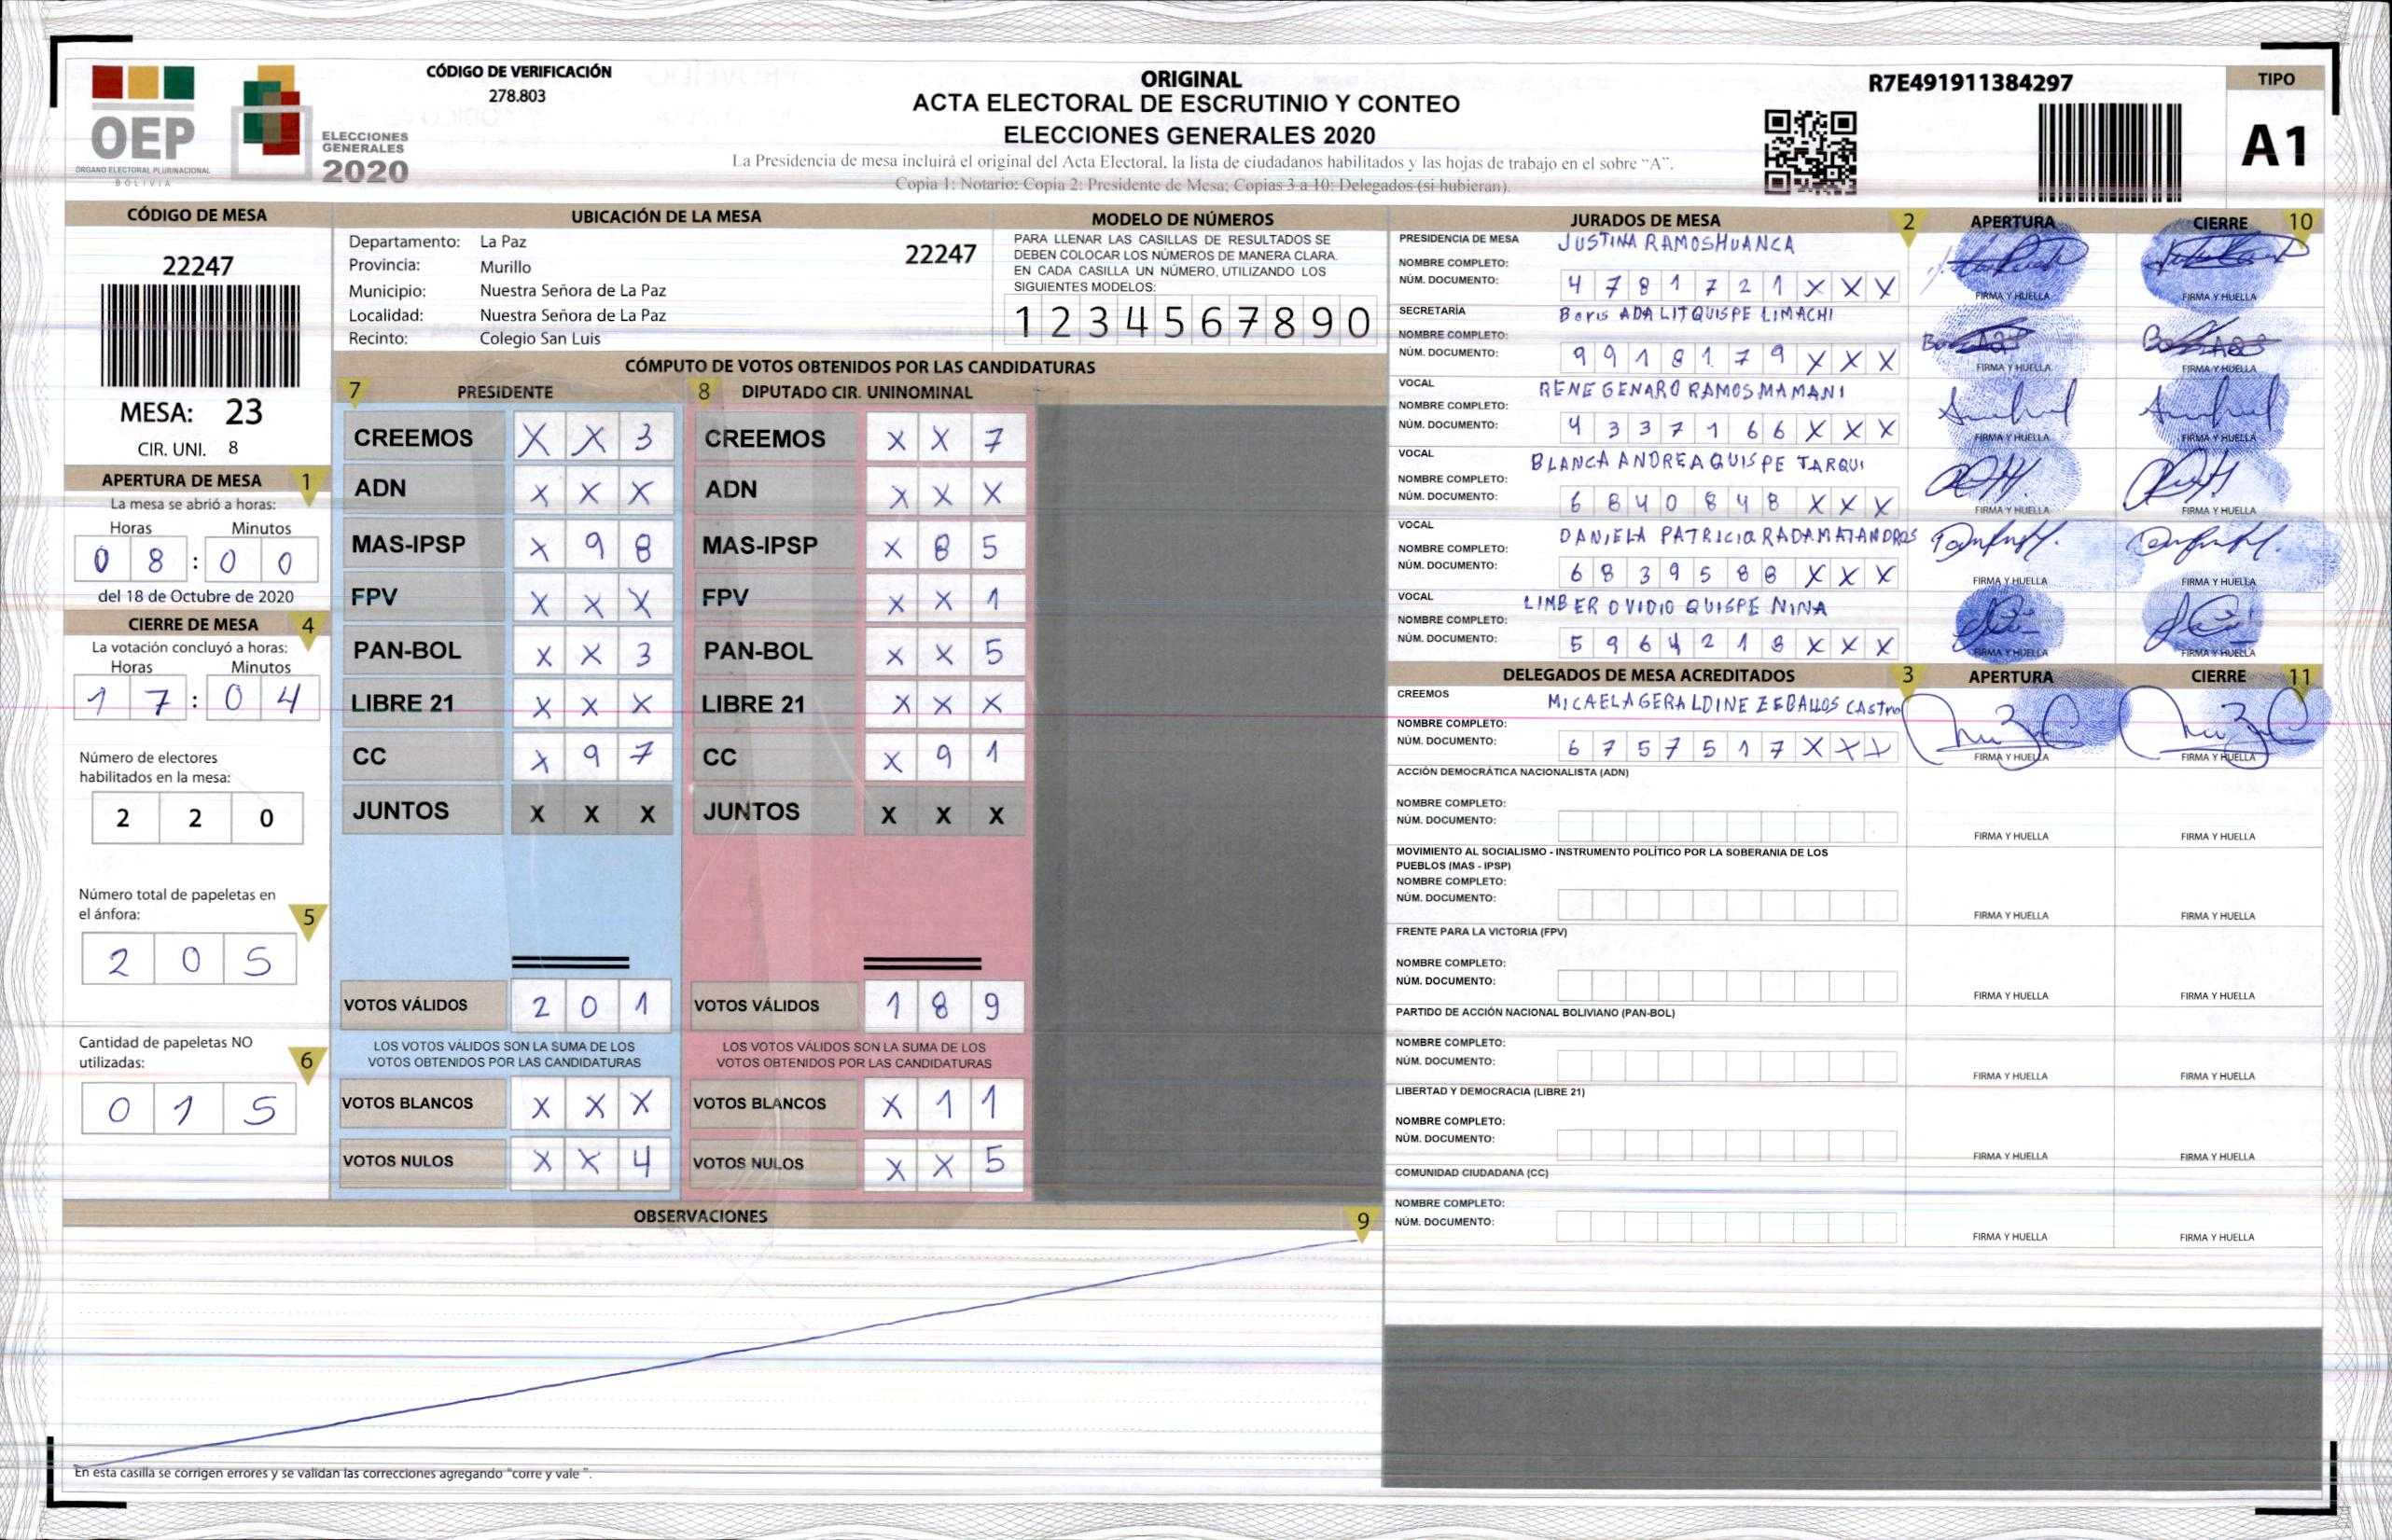 OEP
ÓRGANO ELECTORAL PLURINACIONAL
BOLIVIA
ELECCIONES
GENERALES
2020
CÓDIGO DE VERIFICACIÓN
278.803
ORIGINAL
ACTA ELECTORAL DE ESCRUTINIO Y CONTEO
ELECCIONES GENERALES 2020
La Presidencia de mesa incluirá el original del Acta Electoral, la lista de ciudadanos habilitados y las hojas de trabajo en el sobre “A”.
Copia 1: Notario; Copia 2: Presidente de Mesa; Copias 3 a 10: Delegados (si hubieran).
R7E491911384297
TIPO
A1
CÓDIGO DE MESA
22247
MESA: 23
CIR. UNI. 8
APERTURA DE MESA 1
La mesa se abrió a horas:
Horas Minutos
0 8 : 0 0
del 18 de Octubre de 2020
CIERRE DE MESA 4
La votación concluyó a horas:
Horas Minutos
1 7 : 0 4
Número de electores
habilitados en la mesa:
2 2 0
Número total de papeletas en
el ánfora: 5
2 0 5
Cantidad de papeletas NO
utilizadas: 6
0 1 5
UBICACIÓN DE LA MESA
Departamento: La Paz 22247
Provincia: Murillo
Municipio: Nuestra Señora de La Paz
Localidad: Nuestra Señora de La Paz
Recinto: Colegio San Luis
MODELO DE NÚMEROS
PARA LLENAR LAS CASILLAS DE RESULTADOS SE
DEBEN COLOCAR LOS NÚMEROS DE MANERA CLARA.
EN CADA CASILLA UN NÚMERO, UTILIZANDO LOS
SIGUIENTES MODELOS:
1 2 3 4 5 6 7 8 9 0
CÓMPUTO DE VOTOS OBTENIDOS POR LAS CANDIDATURAS
7 PRESIDENTE 8 DIPUTADO CIR. UNINOMINAL
CREEMOS X X 3 CREEMOS X X 7
ADN X X X ADN X X X
MAS-IPSP X 9 8 MAS-IPSP X 8 5
FPV X X X FPV X X 1
PAN-BOL X X 3 PAN-BOL X X 5
LIBRE 21 X X X LIBRE 21 X X X
CC X 9 7 CC X 9 1
JUNTOS X X X JUNTOS X X X
VOTOS VÁLIDOS 2 0 1 VOTOS VÁLIDOS 1 8 9
LOS VOTOS VÁLIDOS SON LA SUMA DE LOS LOS VOTOS VÁLIDOS SON LA SUMA DE LOS
VOTOS OBTENIDOS POR LAS CANDIDATURAS VOTOS OBTENIDOS POR LAS CANDIDATURAS
VOTOS BLANCOS X X X VOTOS BLANCOS X 1 1
VOTOS NULOS X X 4 VOTOS NULOS X X 5
OBSERVACIONES 9
En esta casilla se corrigen errores y se validan las correcciones agregando “corre y vale ”.
JURADOS DE MESA 2 APERTURA CIERRE 10
PRESIDENCIA DE MESA JUSTINA RAMOS HUANCA
NOMBRE COMPLETO:
NÚM. DOCUMENTO: 4 7 8 1 7 2 1 X X X FIRMA Y HUELLA FIRMA Y HUELLA
SECRETARÍA Boris ADALIT QUISPE LIMACHI
NOMBRE COMPLETO:
NÚM. DOCUMENTO: 9 9 1 8 1 7 9 X X X FIRMA Y HUELLA FIRMA Y HUELLA
VOCAL RENE GENARO RAMOS MAMANI
NOMBRE COMPLETO:
NÚM. DOCUMENTO: 4 3 3 7 1 6 6 X X X FIRMA Y HUELLA FIRMA Y HUELLA
VOCAL BLANCA ANDREA QUISPE TARQUI
NOMBRE COMPLETO:
NÚM. DOCUMENTO: 6 8 4 0 8 4 8 X X X FIRMA Y HUELLA FIRMA Y HUELLA
VOCAL DANIELA PATRICIA
NOMBRE COMPLETO:
NÚM. DOCUMENTO: 6 8 3 9 5 8 8 X X X FIRMA Y HUELLA FIRMA Y HUELLA
VOCAL LIMBER OVIDIO QUISPE NINA
NOMBRE COMPLETO:
NÚM. DOCUMENTO: 5 9 6 4 2 1 8 X X X FIRMA Y HUELLA FIRMA Y HUELLA
DELEGADOS DE MESA ACREDITADOS 3 APERTURA CIERRE 11
CREEMOS MICAELA GERALDINE ZEBALLOS CAstro
NOMBRE COMPLETO:
NÚM. DOCUMENTO: 6 7 5 7 5 1 7 X X X FIRMA Y HUELLA FIRMA Y HUELLA
ACCIÓN DEMOCRÁTICA NACIONALISTA (ADN)
NOMBRE COMPLETO:
NÚM. DOCUMENTO: FIRMA Y HUELLA FIRMA Y HUELLA
MOVIMIENTO AL SOCIALISMO - INSTRUMENTO POLÍTICO POR LA SOBERANIA DE LOS
PUEBLOS (MAS - IPSP)
NOMBRE COMPLETO:
NÚM. DOCUMENTO: FIRMA Y HUELLA FIRMA Y HUELLA
FRENTE PARA LA VICTORIA (FPV)
NOMBRE COMPLETO:
NÚM. DOCUMENTO: FIRMA Y HUELLA FIRMA Y HUELLA
PARTIDO DE ACCIÓN NACIONAL BOLIVIANO (PAN-BOL)
NOMBRE COMPLETO:
NÚM. DOCUMENTO: FIRMA Y HUELLA FIRMA Y HUELLA
LIBERTAD Y DEMOCRACIA (LIBRE 21)
NOMBRE COMPLETO:
NÚM. DOCUMENTO: FIRMA Y HUELLA FIRMA Y HUELLA
COMUNIDAD CIUDADANA (CC)
NOMBRE COMPLETO:
NÚM. DOCUMENTO: FIRMA Y HUELLA FIRMA Y HUELLA